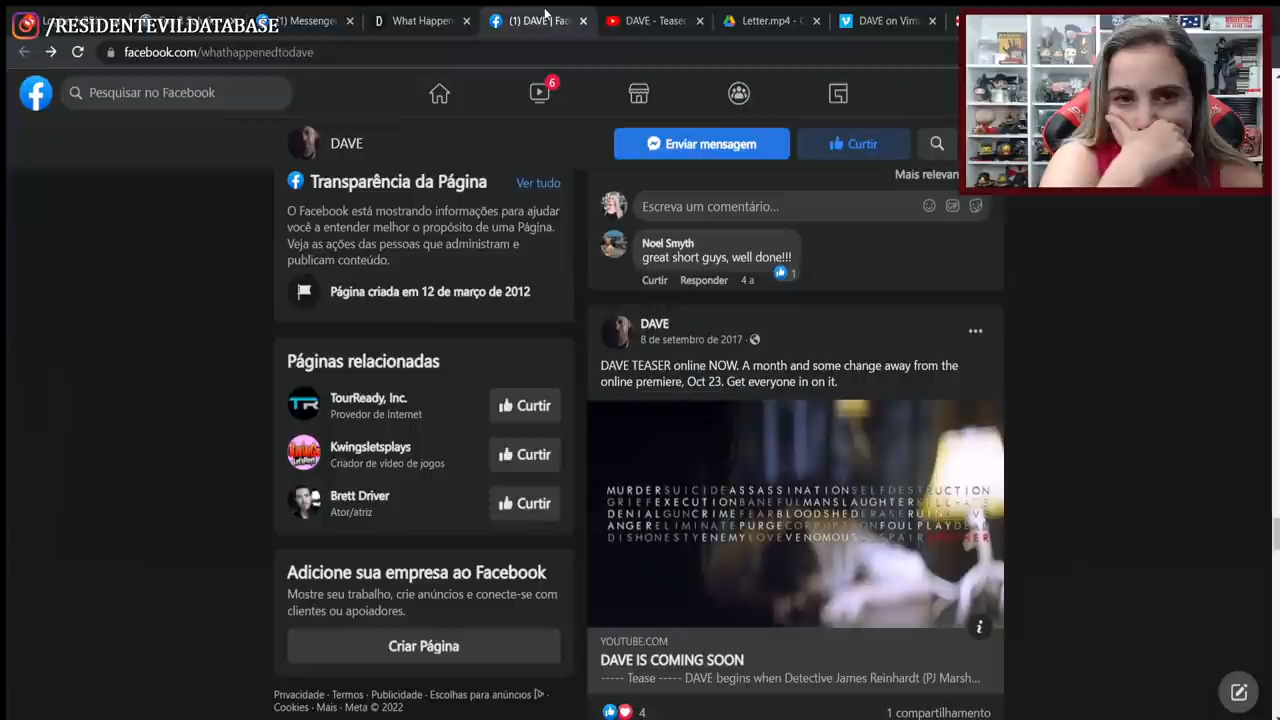 /RESIDENTEVILDATABASE
(1) Messenger
What Happen
(1) DAVE | Fac
DAVE - Teaser
Letter.mp4 - G
DAVE on Vim
facebook.com/whathappenedtoda
Pesquisar no Facebook
6
DAVE
Enviar mensagem
Curtir
Transparência da Página
Ver tudo
O Facebook está mostrando informações para ajudar
você a entender melhor o propósito de uma Página.
Veja as ações das pessoas que administram e
publicam conteúdo.
Página criada em 12 de março de 2012
Páginas relacionadas
TourReady, Inc.
Provedor de Internet
Curtir
Kwingsletsplays
Criador de vídeo de jogos
Curtir
Brett Driver
Ator/atriz
Curtir
Adicione sua empresa ao Facebook
Mostre seu trabalho, crie anúncios e conecte-se com
clientes ou apoiadores.
Criar Página
Privacidade · Termos · Publicidade · Escolhas para anúncios
Cookies · Mais · Meta © 2022
Mais relevan
Escreva um comentário...
GIF
Noel Smyth
great short guys, well done!!!
1
Curtir Responder 4 a
DAVE
8 de setembro de 2017 ·
DAVE TEASER online NOW. A month and some change away from the
online premiere, Oct 23. Get everyone in on it.
MURDERSUICIDEASSASSINATIONSELFDESTRUCTION
GRIEFEXECUTIONBANEFULMANSLAUGHTER
DENIALGUNCRIMEFEARBLOODSHEDERASERUIN
ANGERELIMINATEPURGECORRUPTIONFOULPLAYDEAD
DISHONESTYENEMYLOVEVENOMOUS
YOUTUBE.COM
DAVE IS COMING SOON
----- Tease ----- DAVE begins when Detective James Reinhardt (PJ Marsh...
4
1 compartilhamento